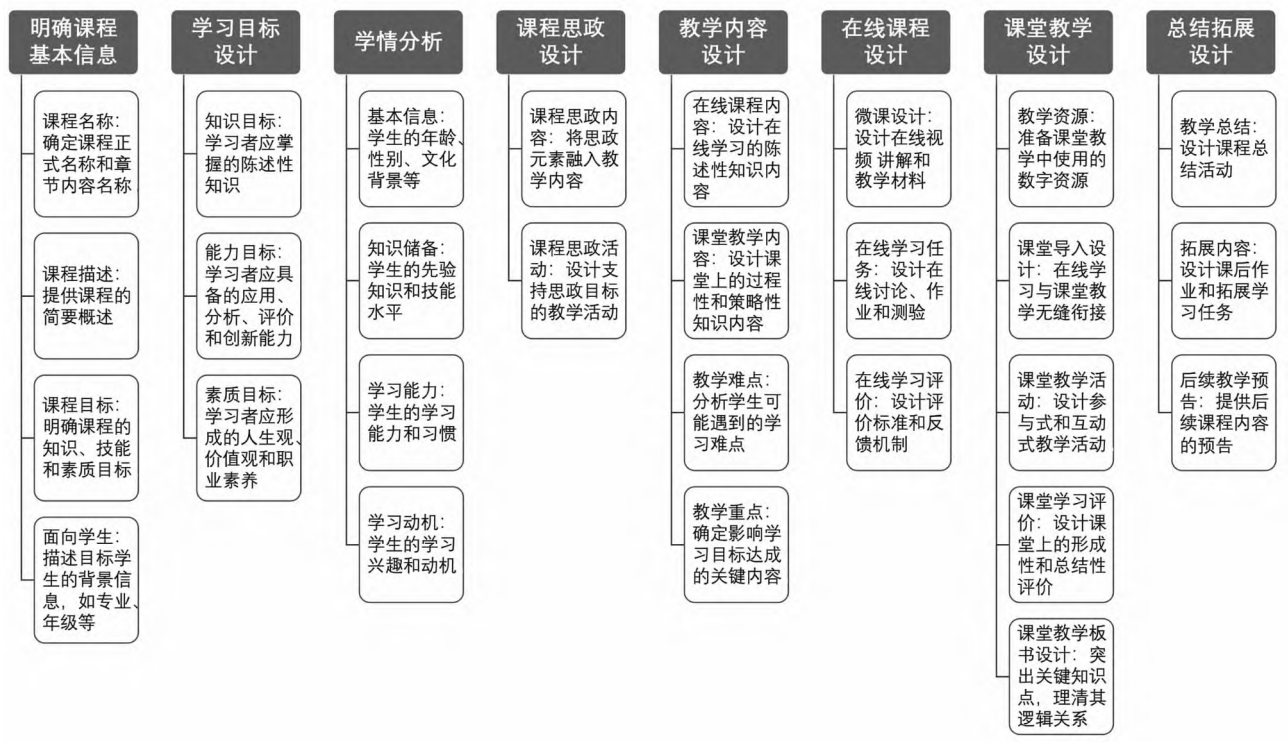 明确课程
基本信息
课程名称：
确定课程正
式名称和章
节内容名称
课程描述：
提供课程的
简要概述
课程目标：
明确课程的
知识、技能
和素质目标
面向学生：
描述目标学
生的背景信
息，如专业、
年级等
学习目标
设计
知识目标：
学习者应掌
握的陈述性
知识
能力目标：
学习者应具
备的应用、
分析、评价
和创新能力
素质目标：
学习者应形
成的人生观、
价值观和职
业素养
学情分析
基本信息：
学生的年龄、
性别、文化
背景等
知识储备：
学生的先验
知识和技能
水平
学习能力：
学生的学习
能力和习惯
学习动机：
学生的学习
兴趣和动机
课程思政
设计
课程思政内
容：将思政
元素融入教
学内容
课程思政活
动：设计支
持思政目标
的教学活动
教学内容
设计
在线课程内
容：设计在
线学习的陈
述性知识内
容
课堂教学内
容：设计课
堂上的过程
性和策略性
知识内容
教学难点：
分析学生可
能遇到的学
习难点
教学重点：
确定影响学
习目标达成
的关键内容
在线课程
设计
微课设计：
设计在线视
频 讲解和
教学材料
在线学习任
务：设计在
线讨论、作
业和测验
在线学习评
价：设计评
价标准和反
馈机制
课堂教学
设计
教学资源：
准备课堂教
学中使用的
数字资源
课堂导入设
计：在线学
习与课堂教
学无缝衔接
课堂教学活
动：设计参
与式和互动
式教学活动
课堂学习评
价：设计课
堂上的形成
性和总结性
评价
课堂教学板
书设计：突
出关键知识
点，理清其
逻辑关系
总结拓展
设计
教学总结：
设计课程总
结活动
拓展内容：
设计课后作
业和拓展学
习任务
后续教学预
告：提供后
续课程内容
的预告